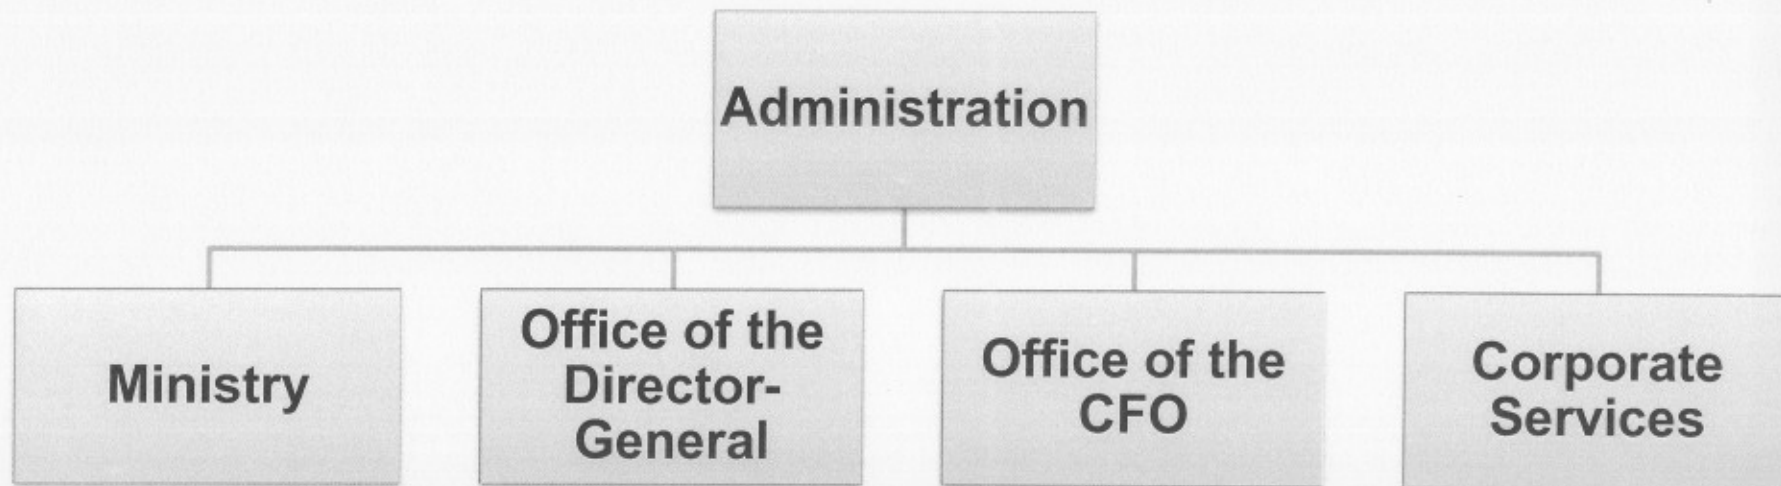 Administration
Ministry
Office of the
Director-
General
Office of the
CFO
Corporate
Services